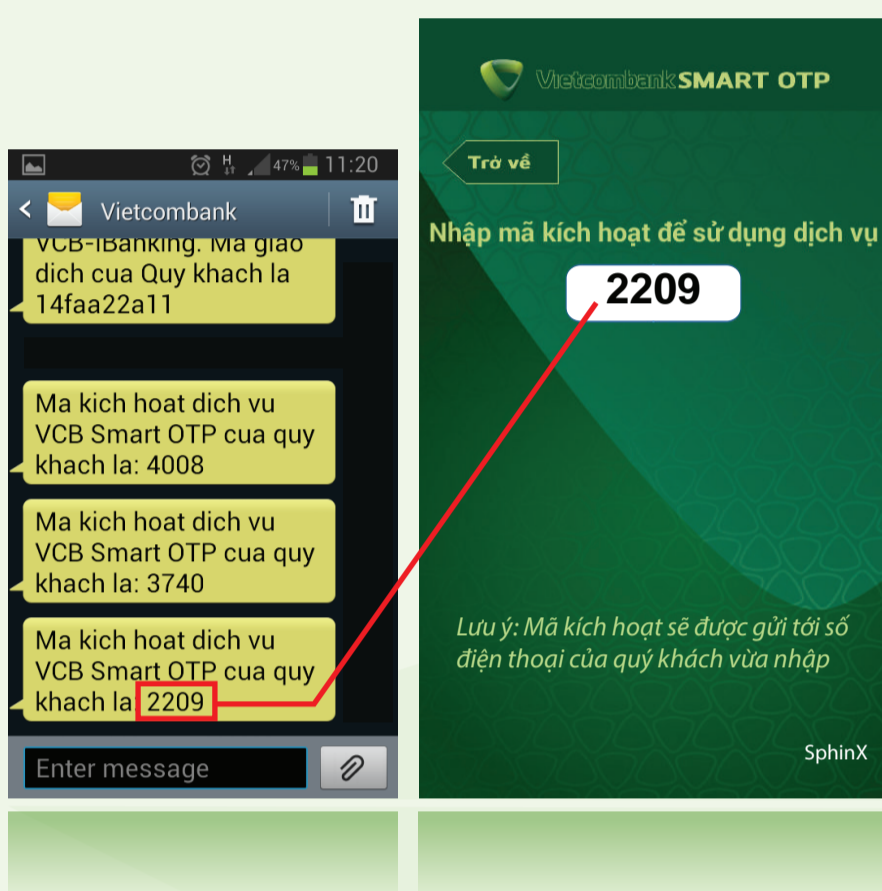 47% 11:20
Vietcombank
VCB-iBanking. Ma giao
dich cua Quy khach la
14faa22a11
Ma kich hoat dich vu
VCB Smart OTP cua quy
khach la: 4008
Ma kich hoat dich vu
VCB Smart OTP cua quy
khach la: 3740
Ma kich hoat dich vu
VCB Smart OTP cua quy
khach la: 2209
Enter message
Vietcombank SMART OTP
Trở về
Nhập mã kích hoạt để sử dụng dịch vụ
2209
Lưu ý: Mã kích hoạt sẽ được gửi tới số
điện thoại của quý khách vừa nhập
SphinX